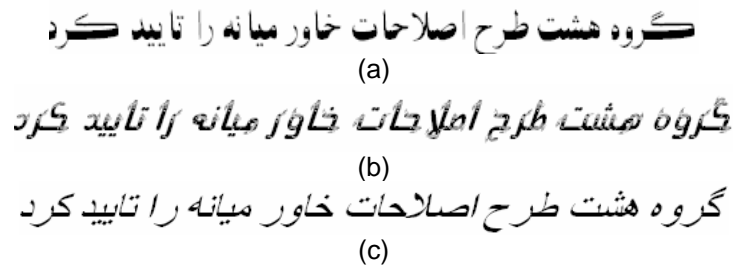 گروه هشت طرح اصلاحات خاور میانه را تایید کرد
(a)
گروه هشت طرح اصلاحات خاور میانه را تایید کرد
(b)
گروه هشت طرح اصلاحات خاور میانه را تایید کرد
(c)